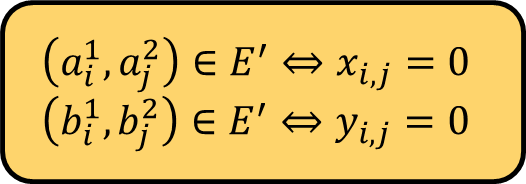 (a_i^1, a_j^2) ∈ E′ ⇔ x_{i,j} = 0
(b_i^1, b_j^2) ∈ E′ ⇔ y_{i,j} = 0